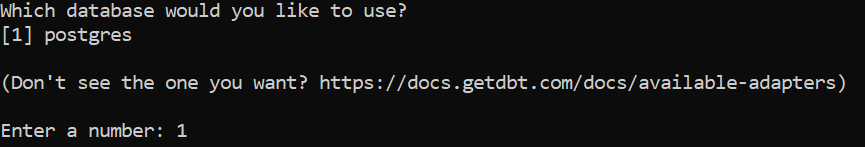 Which database would you like to use?
[1] postgres
(Don't see the one you want? https://docs.getdbt.com/docs/available-adapters)
Enter a number: 1